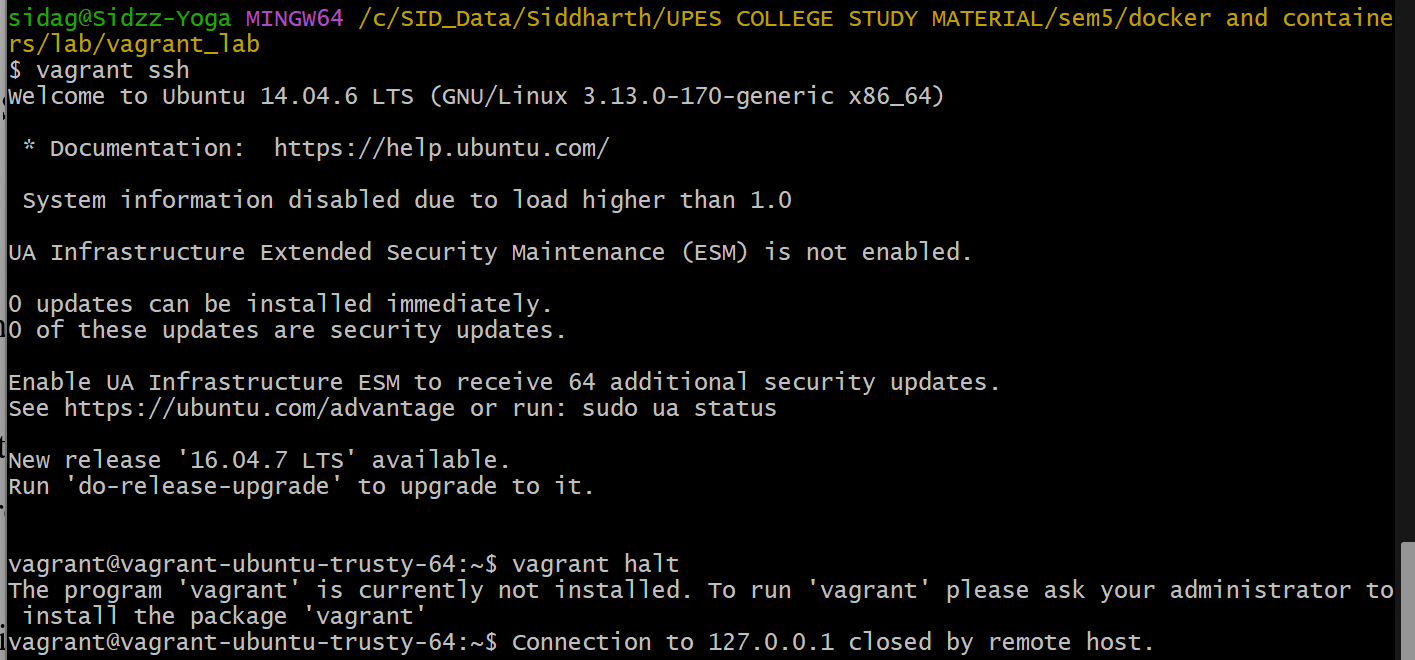 sidag@Sidzz-Yoga MINGW64 /c/SID_Data/Siddharth/UPES COLLEGE STUDY MATERIAL/sem5/docker and containe
rs/lab/vagrant_lab
$ vagrant ssh
Welcome to Ubuntu 14.04.6 LTS (GNU/Linux 3.13.0-170-generic x86_64)
* Documentation:  https://help.ubuntu.com/
System information disabled due to load higher than 1.0
UA Infrastructure Extended Security Maintenance (ESM) is not enabled.
0 updates can be installed immediately.
0 of these updates are security updates.
Enable UA Infrastructure ESM to receive 64 additional security updates.
See https://ubuntu.com/advantage or run: sudo ua status
New release '16.04.7 LTS' available.
Run 'do-release-upgrade' to upgrade to it.
vagrant@vagrant-ubuntu-trusty-64:~$ vagrant halt
The program 'vagrant' is currently not installed. To run 'vagrant' please ask your administrator to
install the package 'vagrant'
vagrant@vagrant-ubuntu-trusty-64:~$ Connection to 127.0.0.1 closed by remote host.